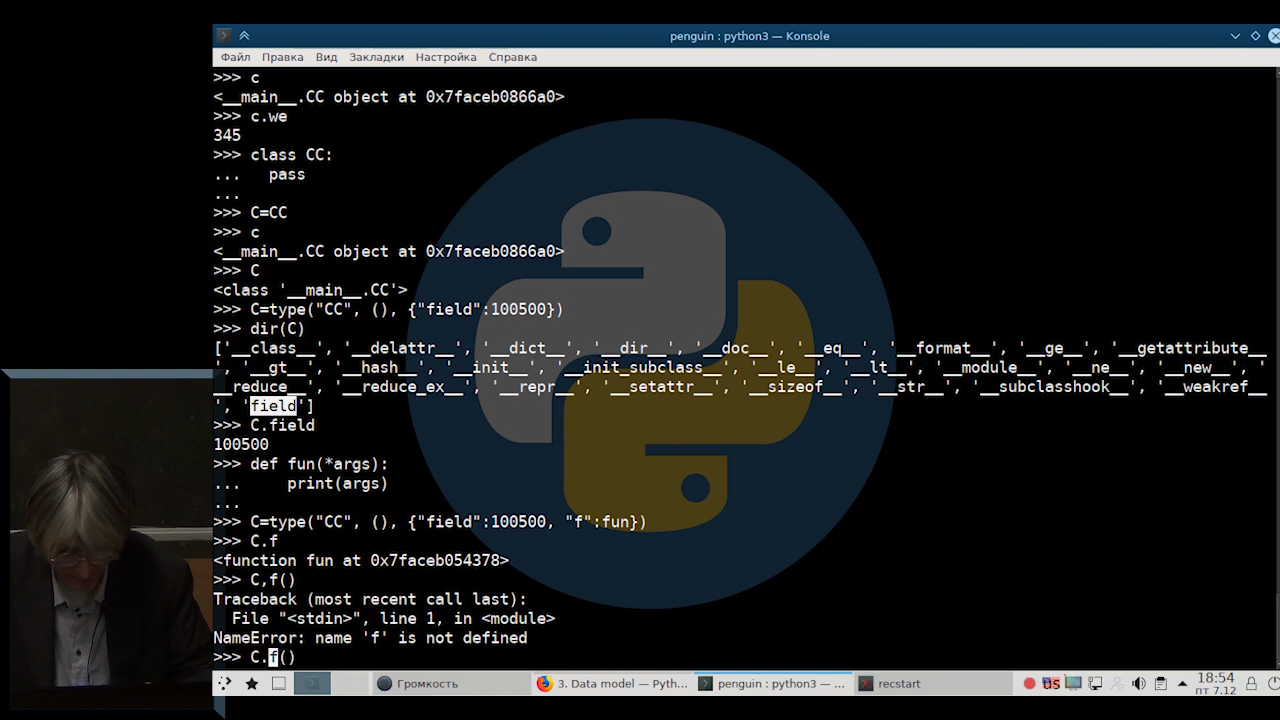 penguin : python3 — Konsole
Файл Правка Вид Закладки Настройка Справка
>>> c
<__main__.CC object at 0x7faceb0866a0>
>>> c.we
345
>>> class CC:
...   pass
...
>>> C=CC
>>> c
<__main__.CC object at 0x7faceb0866a0>
>>> C
<class '__main__.CC'>
>>> C=type("CC", (), {"field":100500})
>>> dir(C)
['__class__', '__delattr__', '__dict__', '__dir__', '__doc__', '__eq__', '__format__', '__ge__', '__getattribute__
', '__gt__', '__hash__', '__init__', '__init_subclass__', '__le__', '__lt__', '__module__', '__ne__', '__new__', '
__reduce__', '__reduce_ex__', '__repr__', '__setattr__', '__sizeof__', '__str__', '__subclasshook__', '__weakref__
', 'field']
>>> C.field
100500
>>> def fun(*args):
...     print(args)
...
>>> C=type("CC", (), {"field":100500, "f":fun})
>>> C.f
<function fun at 0x7faceb054378>
>>> C,f()
Traceback (most recent call last):
  File "<stdin>", line 1, in <module>
NameError: name 'f' is not defined
>>> C.f()
Громкость
3. Data model — Pyth...
penguin : python3 — ...
recstart
us
18:54
пт 7.12